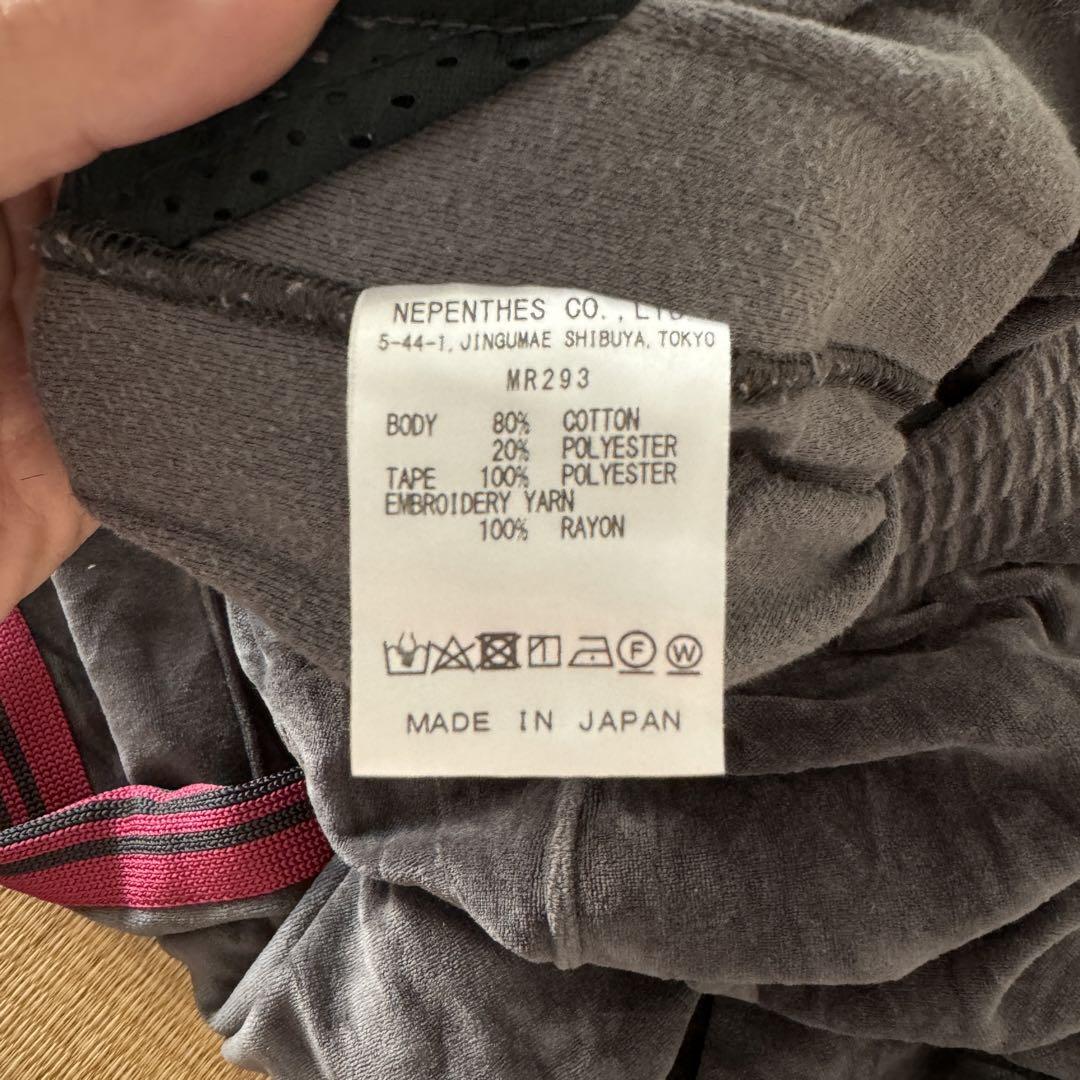 NEPENTHES CO., LTD.
5-44-1, JINGUMAE SHIBUYA, TOKYO
MR293
BODY 80% COTTON
20% POLYESTER
TAPE 100% POLYESTER
EMBROIDERY YARN
100% RAYON
F W
MADE IN JAPAN